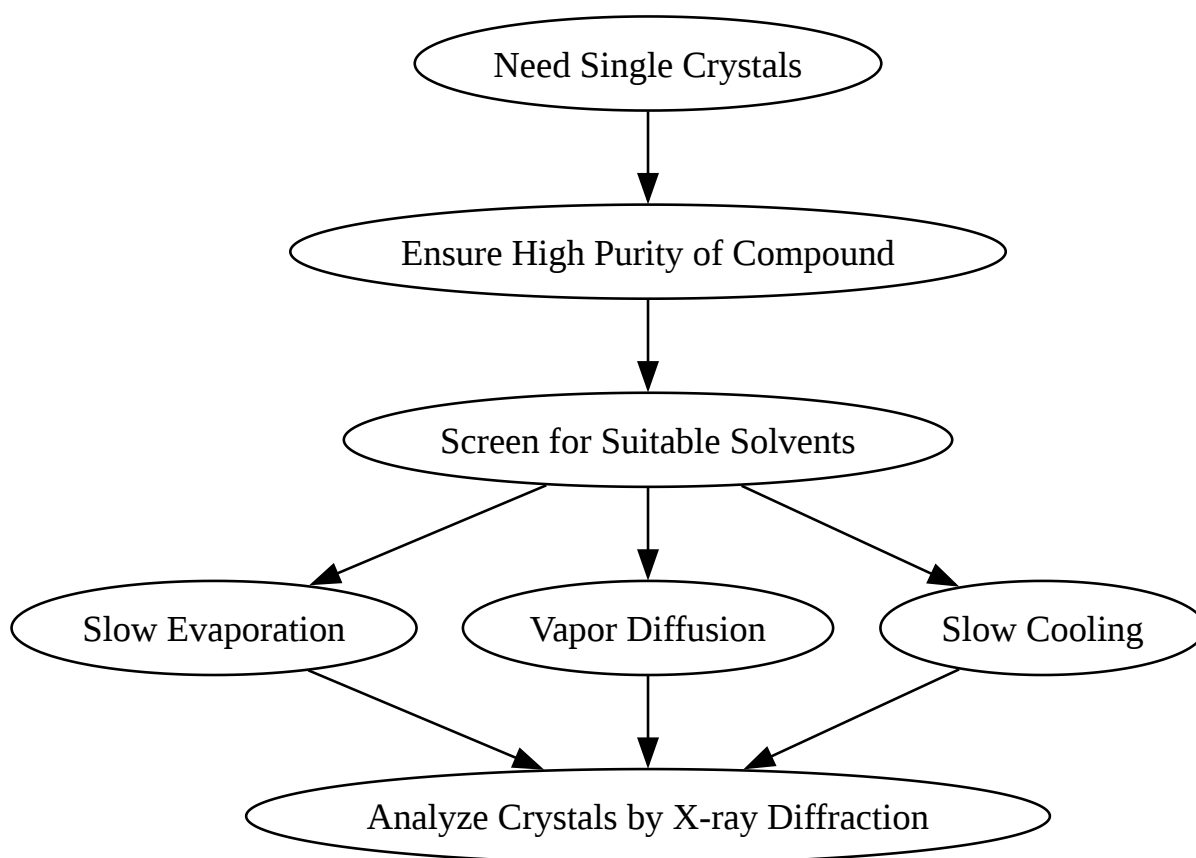 Need Single Crystals
Ensure High Purity of Compound
Screen for Suitable Solvents
Slow Evaporation
Vapor Diffusion
Slow Cooling
Analyze Crystals by X-ray Diffraction